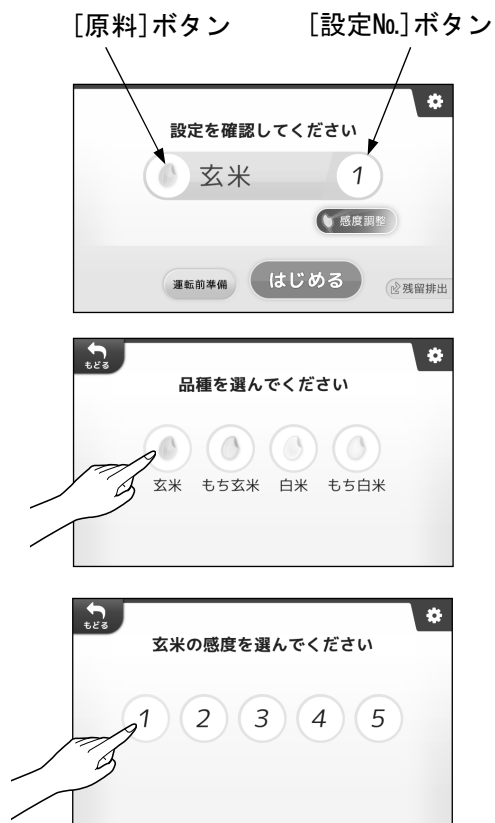 [原料]ボタン [設定№]ボタン
設定を確認してください
玄米 1
感度調整
運転前準備 はじめる 残留排出
もどる
品種を選んでください
玄米 もち玄米 白米 もち白米
もどる
玄米の感度を選んでください
1 2 3 4 5